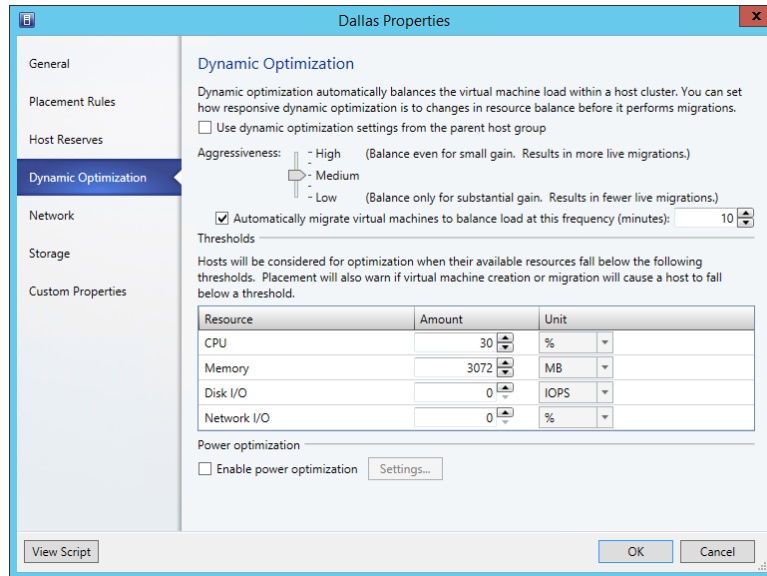 Dallas Properties
x
General
Placement Rules
Host Reserves
Dynamic Optimization
Network
Storage
Custom Properties
Dynamic Optimization
Dynamic optimization automatically balances the virtual machine load within a host cluster. You can set
how responsive dynamic optimization is to changes in resource balance before it performs migrations.
Use dynamic optimization settings from the parent host group
Aggressiveness: - High (Balance even for small gain. Results in more live migrations.)
- Medium
- Low (Balance only for substantial gain. Results in fewer live migrations.)
Automatically migrate virtual machines to balance load at this frequency (minutes): 10
Thresholds
Hosts will be considered for optimization when their available resources fall below the following
thresholds. Placement will also warn if virtual machine creation or migration will cause a host to fall
below a threshold.
Resource Amount Unit
CPU 30 %
Memory 3072 MB
Disk I/O 0 IOPS
Network I/O 0 %
Power optimization
Enable power optimization Settings...
View Script OK Cancel